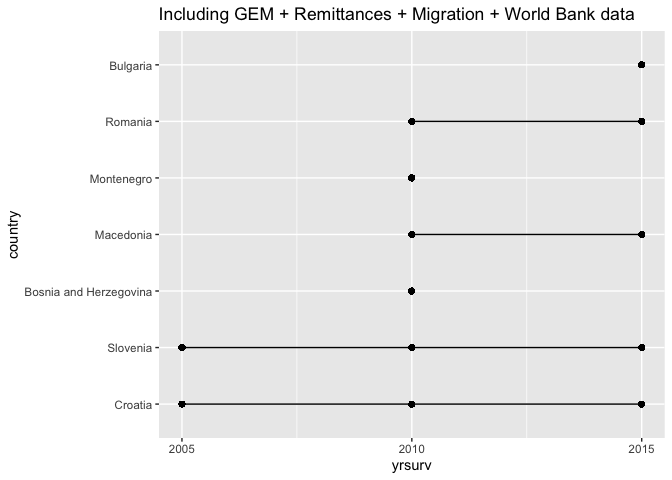 Including GEM + Remittances + Migration + World Bank data
Bulgaria
Romania
Montenegro
Macedonia
Bosnia and Herzegovina
Slovenia
Croatia
country
2005 2010 2015
yrsurv